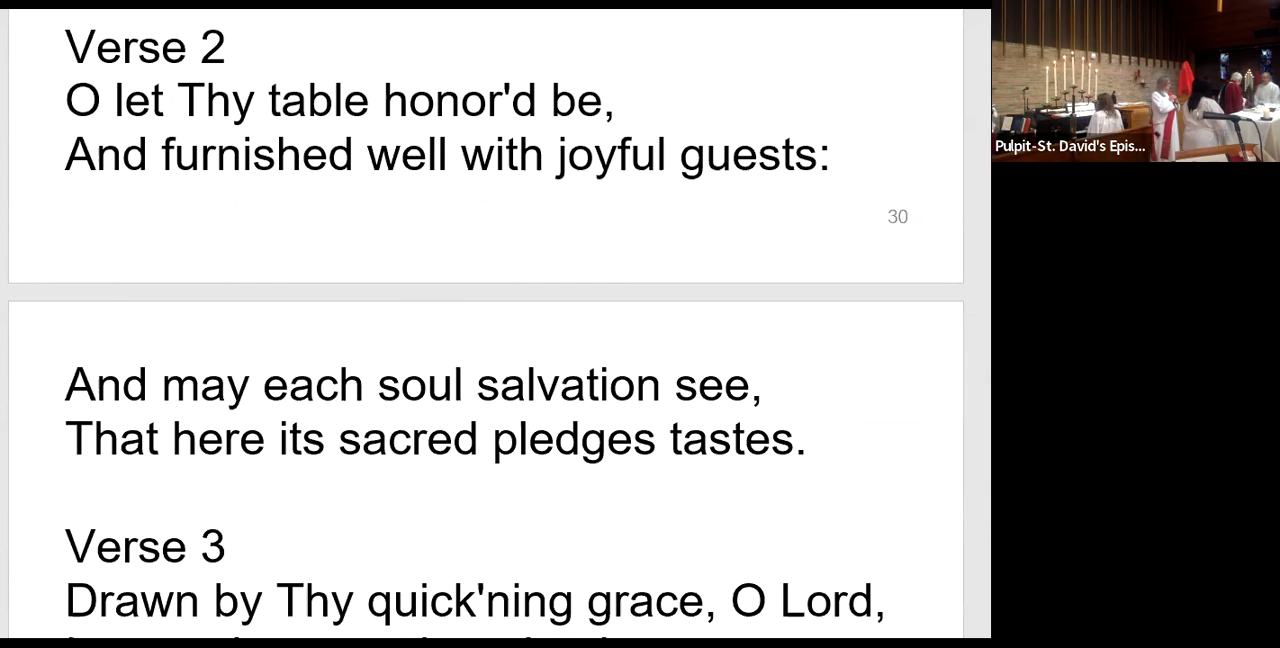 Verse 2
O let Thy table honor'd be,
And furnished well with joyful guests:
30
And may each soul salvation see,
That here its sacred pledges tastes.
Verse 3
Drawn by Thy quick'ning grace, O Lord,
Pulpit-St. David's Epis...